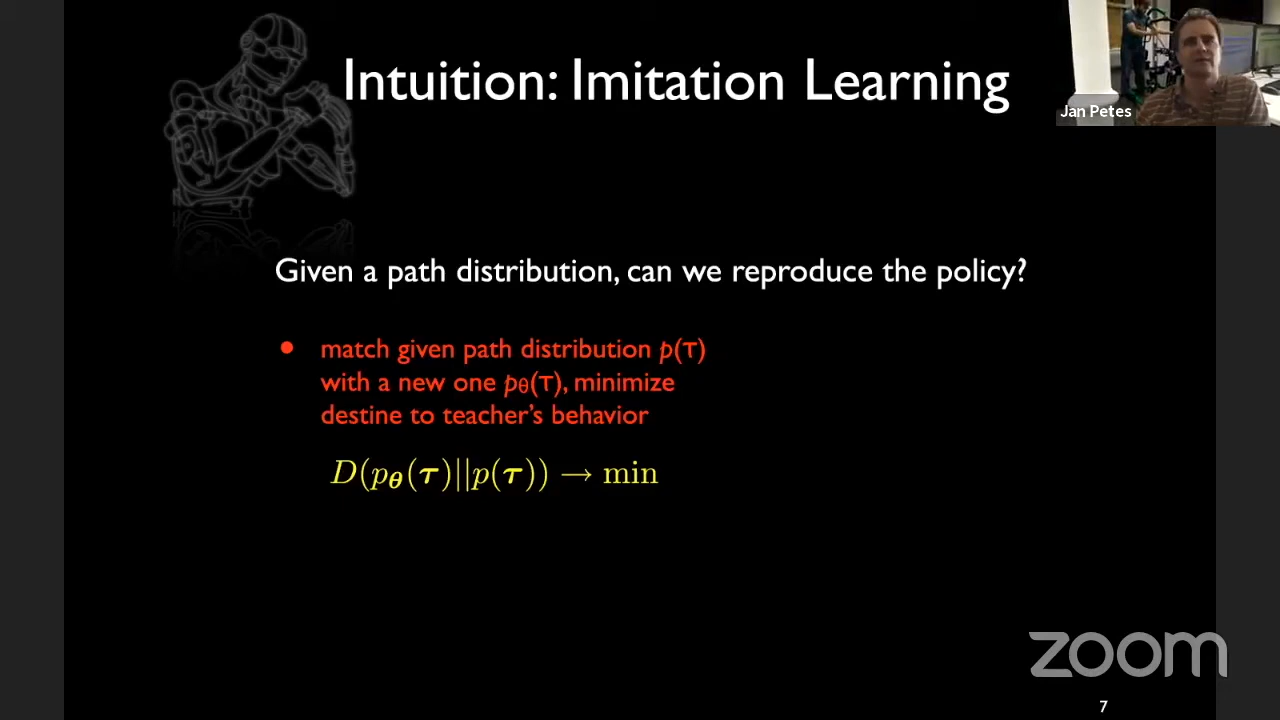 Intuition: Imitation Learning
Jan Petes
Given a path distribution, can we reproduce the policy?
● match given path distribution p(τ)
with a new one pθ(τ), minimize
destine to teacher's behavior
D(pθ(τ)||p(τ)) → min
zoom
7